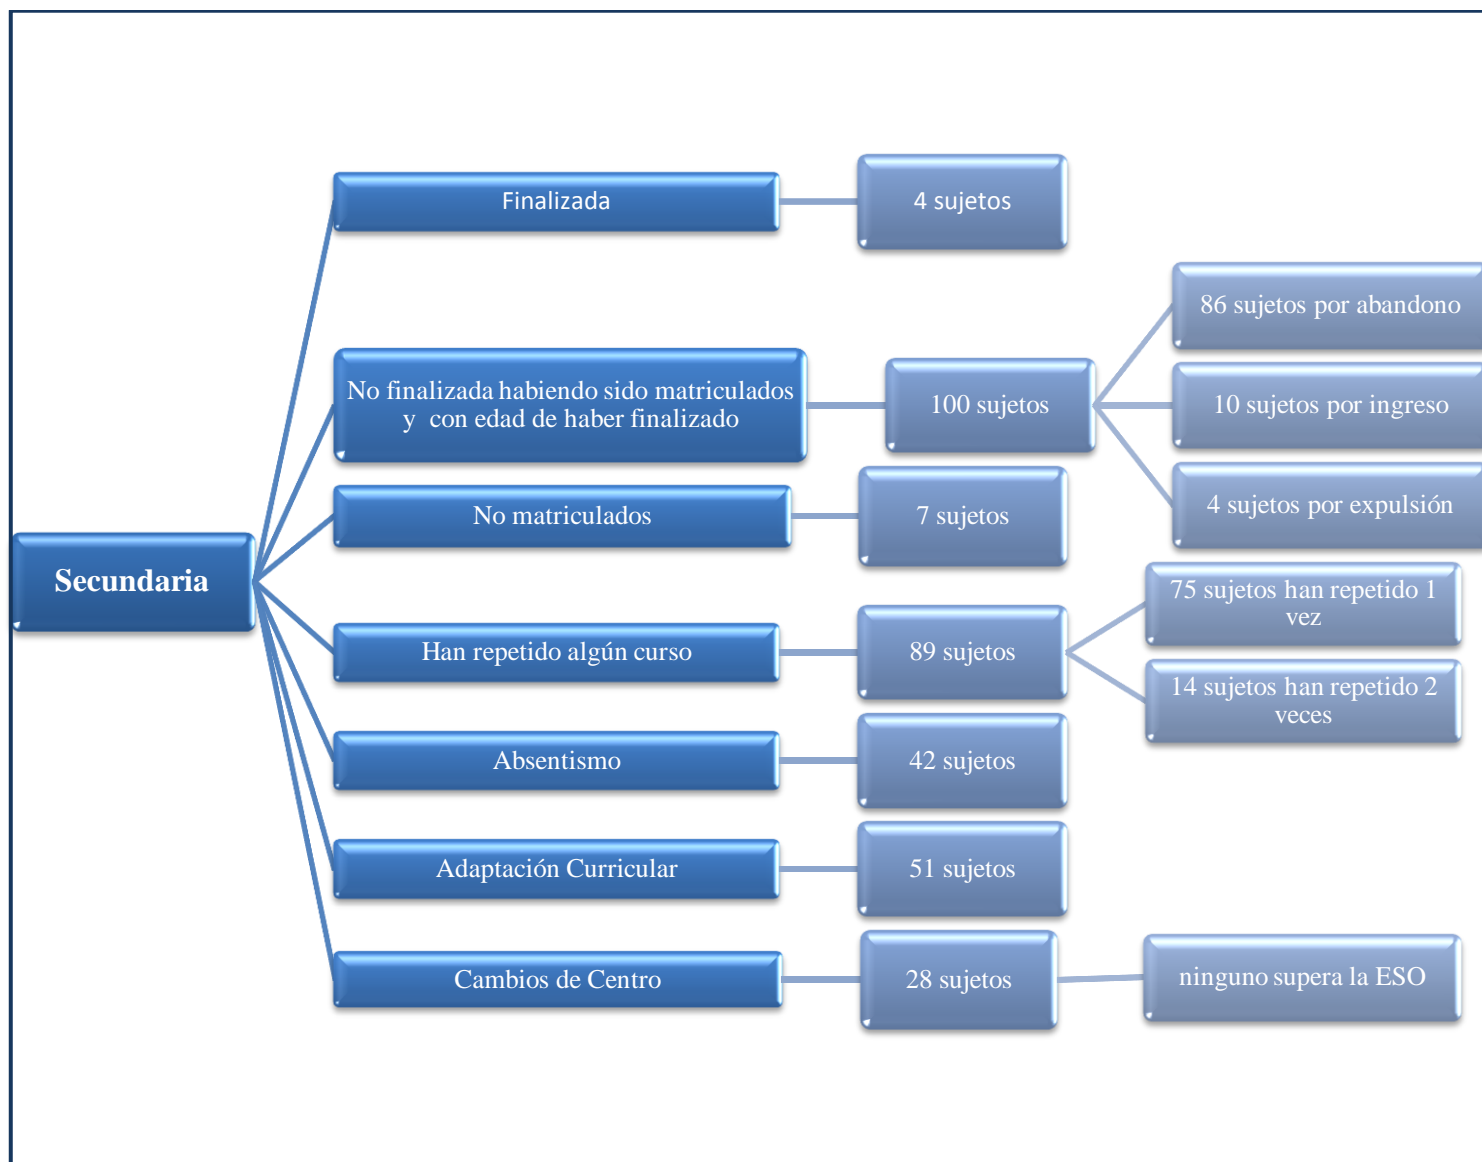 Secundaria
Finalizada
4 sujetos
No finalizada habiendo sido matriculados
y con edad de haber finalizado
100 sujetos
86 sujetos por abandono
10 sujetos por ingreso
4 sujetos por expulsión
No matriculados
7 sujetos
Han repetido algún curso
89 sujetos
75 sujetos han repetido 1
vez
14 sujetos han repetido 2
veces
Absentismo
42 sujetos
Adaptación Curricular
51 sujetos
Cambios de Centro
28 sujetos
ninguno supera la ESO